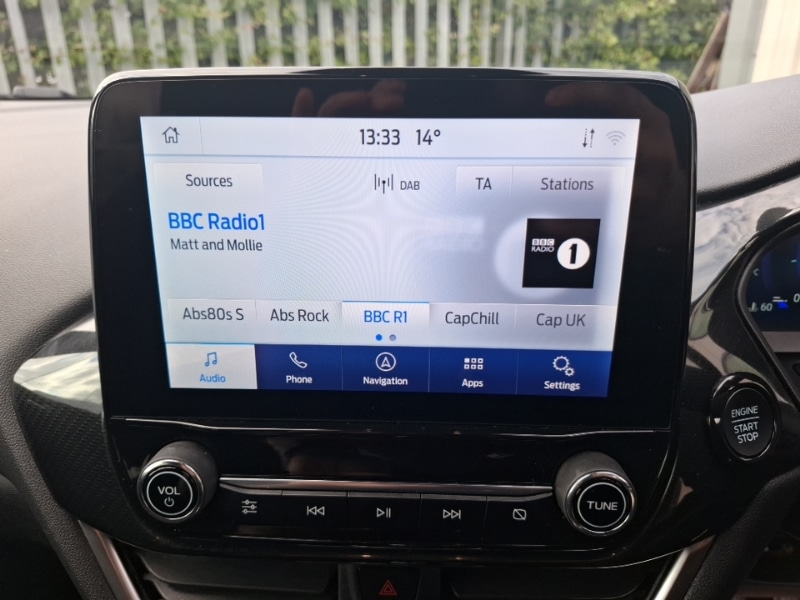 13:33 14°
Sources DAB TA Stations
BBC Radio1
Matt and Mollie
BBC
RADIO 1
Abs80s S Abs Rock BBC R1 CapChill Cap UK
Audio Phone Navigation Apps Settings
60
ENGINE
START
STOP
VOL
TUNE